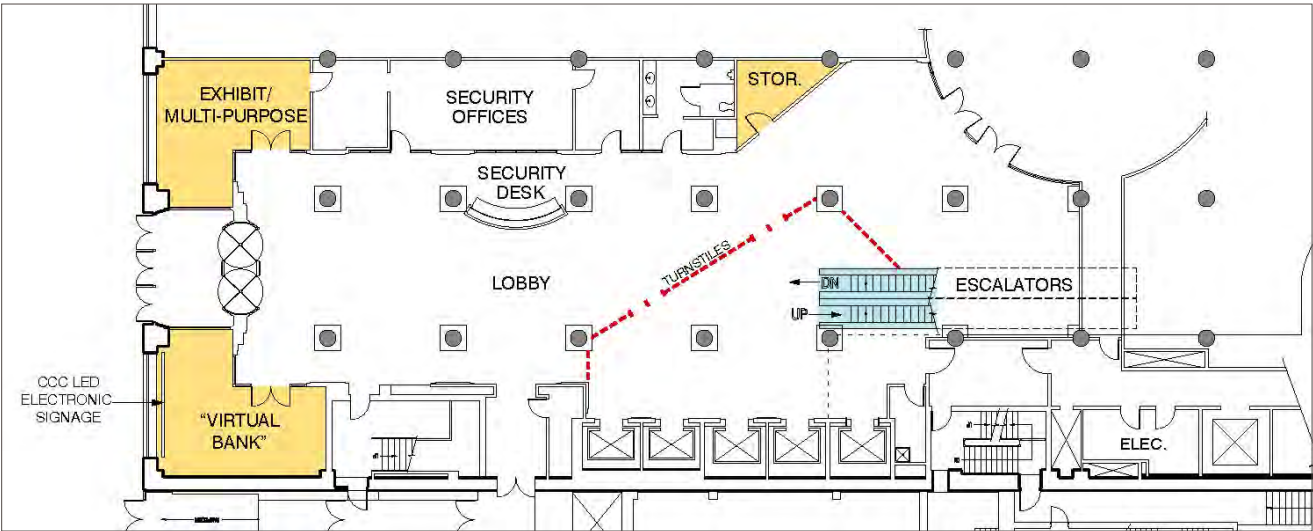 EXHIBIT/
MULTI-PURPOSE
SECURITY
OFFICES
STOR.
SECURITY
DESK
TURNSTILES
LOBBY
DN
ESCALATORS
UP
CCC LED
ELECTRONIC
SIGNAGE
"VIRTUAL
BANK"
ELEC.